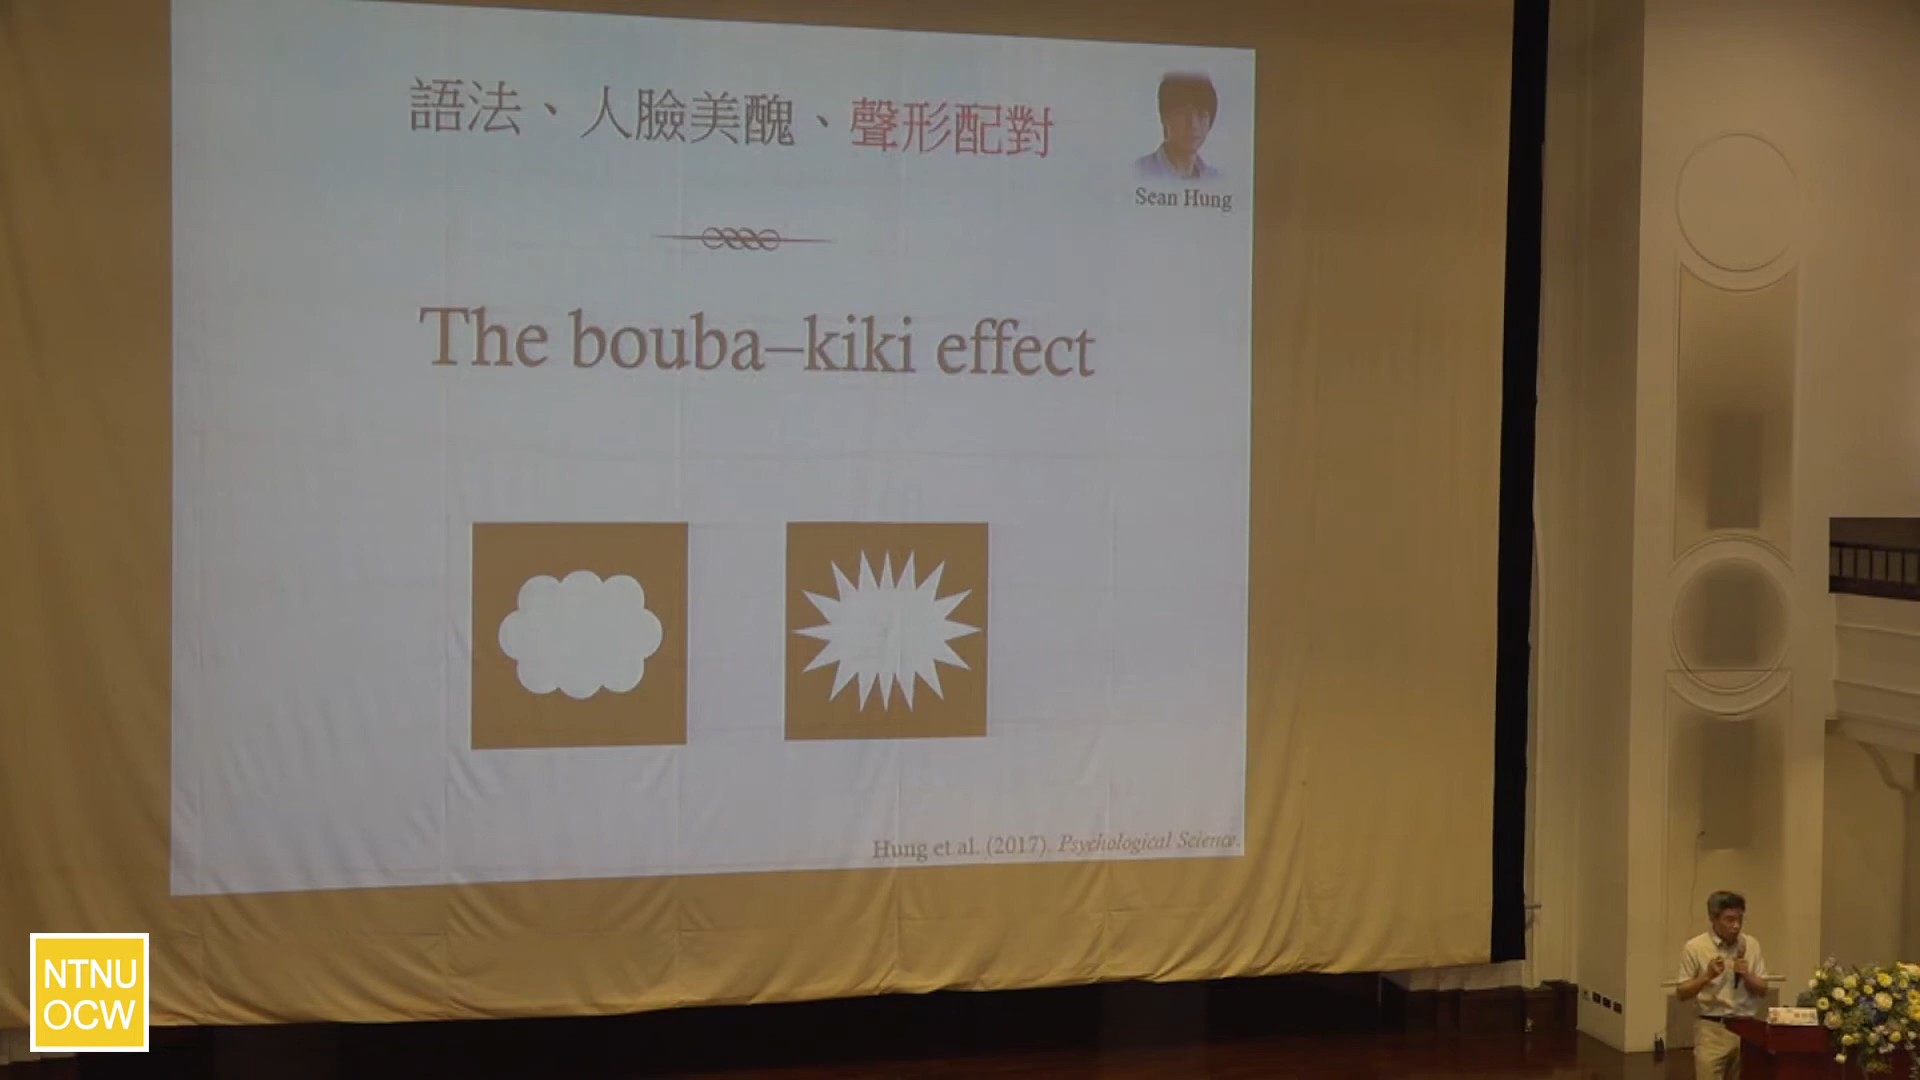 語法、人臉美醜、聲形配對
Sean Hung
The bouba–kiki effect
Hung et al. (2017). Psychological Science.
NTNU
OCW